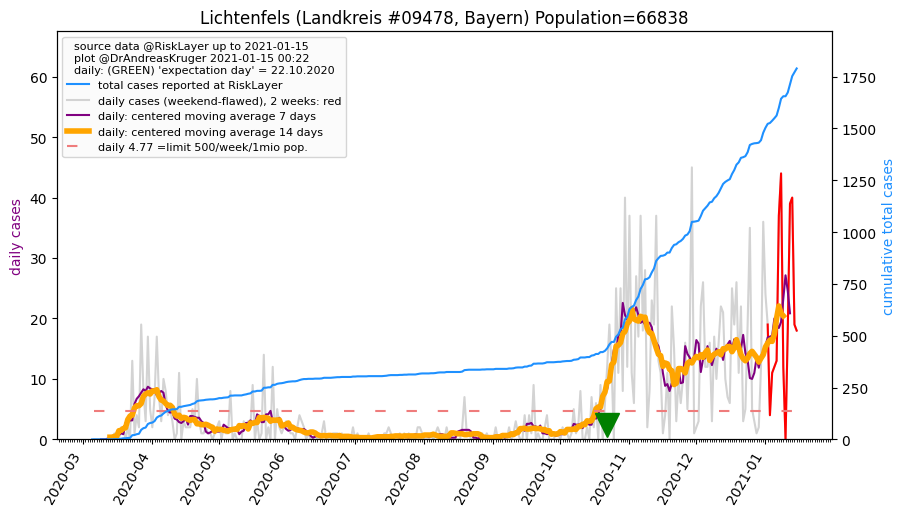 Lichtenfels (Landkreis #09478, Bayern) Population=66838
source data @RiskLayer up to 2021-01-15
plot @DrAndreasKruger 2021-01-15 00:22
daily: (GREEN) 'expectation day' = 22.10.2020
total cases reported at RiskLayer
daily cases (weekend-flawed), 2 weeks: red
daily: centered moving average 7 days
daily: centered moving average 14 days
daily 4.77 =limit 500/week/1mio pop.
daily cases
60
50
40
30
20
10
0
cumulative total cases
1750
1500
1250
1000
750
500
250
0
2020-03
2020-04
2020-05
2020-06
2020-07
2020-08
2020-09
2020-10
2020-11
2020-12
2021-01